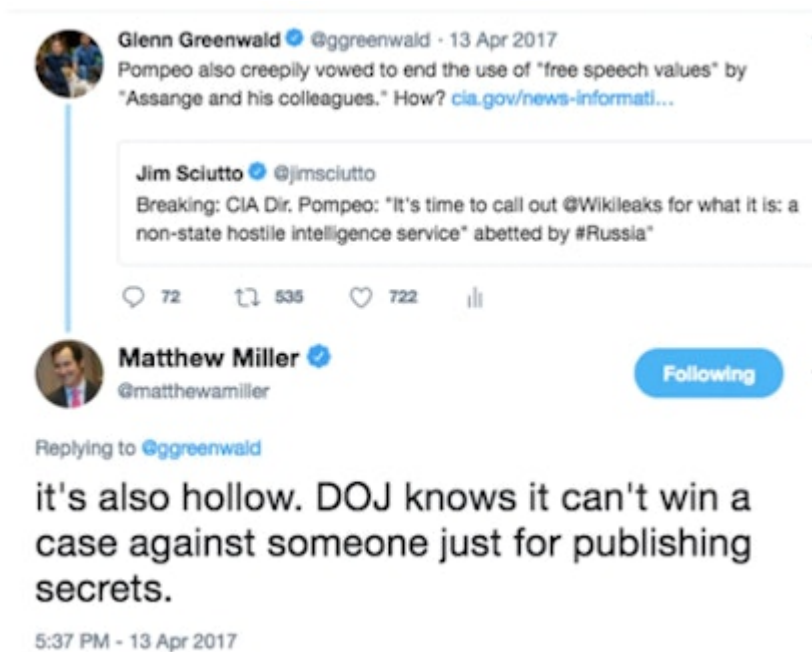 Glenn Greenwald @ggreenwald · 13 Apr 2017
Pompeo also creepily vowed to end the use of "free speech values" by
"Assange and his colleagues." How? cia.gov/news-informati...
Jim Sciutto @jimsciutto
Breaking: CIA Dir. Pompeo: "It's time to call out @Wikileaks for what it is: a
non-state hostile intelligence service" abetted by #Russia"
72 535 722
Matthew Miller
@matthewamiller
Following
Replying to @ggreenwald
it's also hollow. DOJ knows it can't win a
case against someone just for publishing
secrets.
5:37 PM - 13 Apr 2017